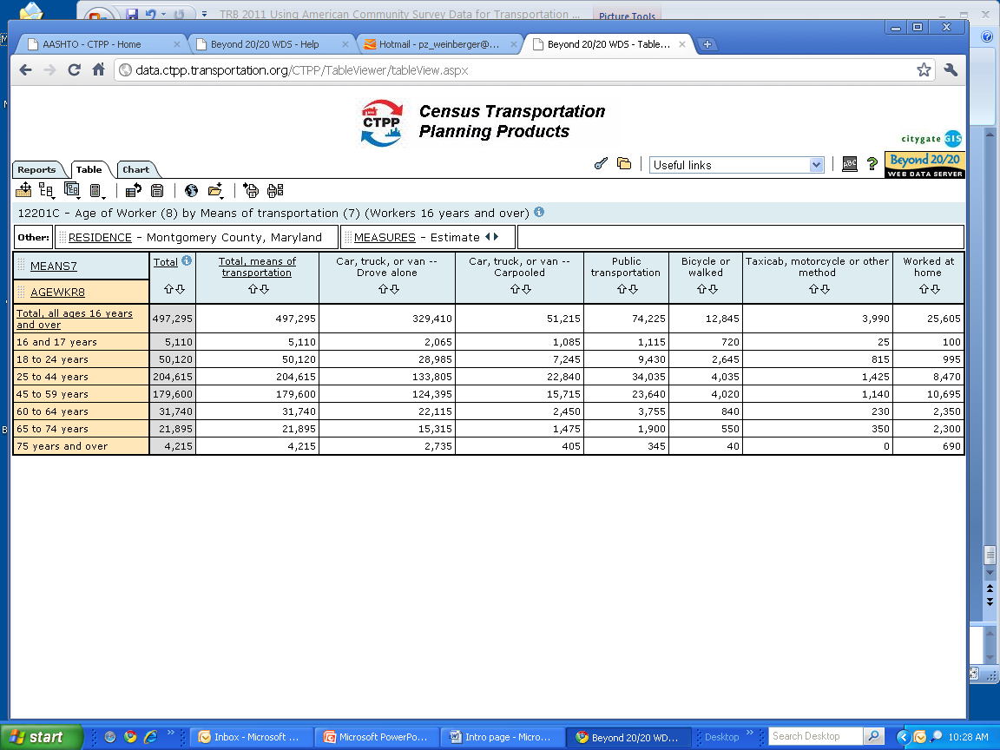 TRB 2011 Using American Community Survey Data for Transportation ...
Picture Tools
AASHTO - CTPP - Home
Beyond 20/20 WDS - Help
Hotmail - pz_weinberger@...
Beyond 20/20 WDS - Table...
data.ctpp.transportation.org/CTPP/TableViewer/tableView.aspx
CTPP
Census Transportation
Planning Products
citygate GIS
Reports Table Chart
Useful links
ABC
?
Beyond 20/20
WEB DATA SERVER
12201C - Age of Worker (8) by Means of transportation (7) (Workers 16 years and over)
Other: RESIDENCE - Montgomery County, Maryland MEASURES - Estimate
MEANS7 Total Total, means of transportation Car, truck, or van -- Drove alone Car, truck, or van -- Carpooled Public transportation Bicycle or walked Taxicab, motorcycle or other method Worked at home
AGEWKR8
Total, all ages 16 years and over 497,295 497,295 329,410 51,215 74,225 12,845 3,990 25,605
16 and 17 years 5,110 5,110 2,065 1,085 1,115 720 25 100
18 to 24 years 50,120 50,120 28,985 7,245 9,430 2,645 815 995
25 to 44 years 204,615 204,615 133,805 22,840 34,035 4,035 1,425 8,470
45 to 59 years 179,600 179,600 124,395 15,715 23,640 4,020 1,140 10,695
60 to 64 years 31,740 31,740 22,115 2,450 3,755 840 230 2,350
65 to 74 years 21,895 21,895 15,315 1,475 1,900 550 350 2,300
75 years and over 4,215 4,215 2,735 405 345 40 0 690
start
Inbox - Microsoft ...
Microsoft PowerPo...
Intro page - Micro...
Beyond 20/20 WD...
Desktop
Search Desktop
10:28 AM